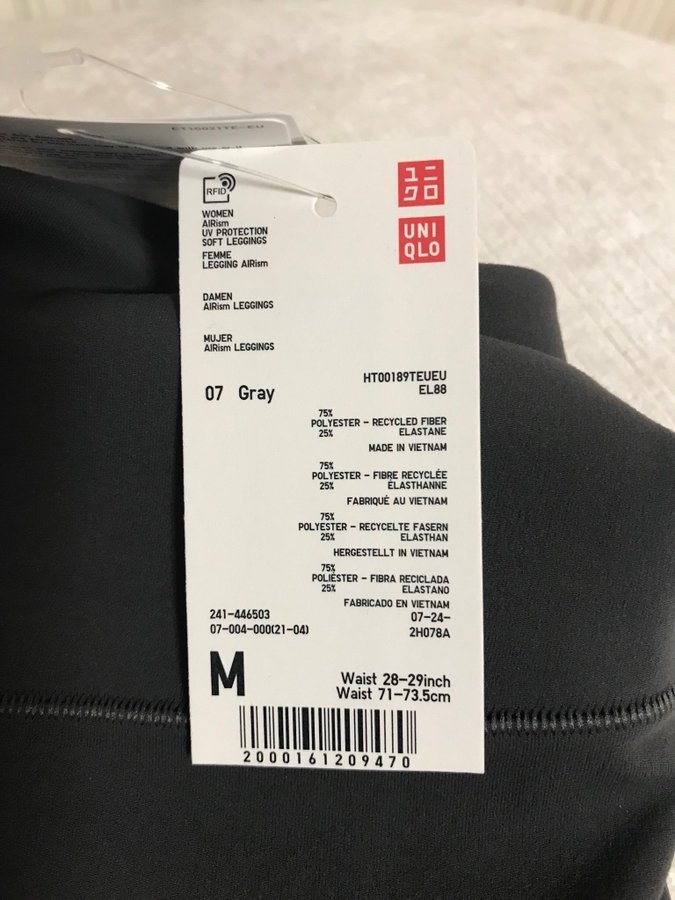 CT10021TE-EU
RFID
ユニ
クロ
UNI
QLO
WOMEN
AIRism
UV PROTECTION
SOFT LEGGINGS
FEMME
LEGGING AIRism
DAMEN
AIRism LEGGINGS
MUJER
AIRism LEGGINGS
07 Gray
HT00189TEUEU
EL88
75%
POLYESTER – RECYCLED FIBER
25% ELASTANE
MADE IN VIETNAM
75%
POLYESTER – FIBRE RECYCLÉE
25% ÉLASTHANNE
FABRIQUÉ AU VIETNAM
75%
POLYESTER – RECYCELTE FASERN
25% ELASTHAN
HERGESTELLT IN VIETNAM
75%
POLIÉSTER – FIBRA RECICLADA
25% ELASTANO
FABRICADO EN VIETNAM
241-446503 07-24-
07-004-000(21-04) 2H078A
M
Waist 28-29inch
Waist 71-73.5cm
2000161209470